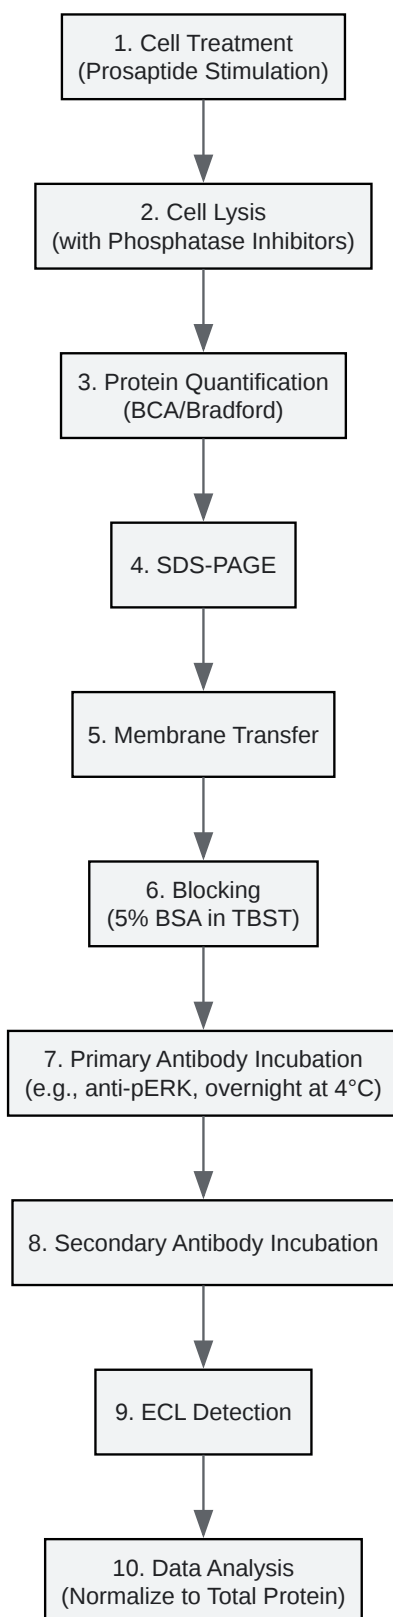 1. Cell Treatment
(Prosaptide Stimulation)
2. Cell Lysis
(with Phosphatase Inhibitors)
3. Protein Quantification
(BCA/Bradford)
4. SDS-PAGE
5. Membrane Transfer
6. Blocking
(5% BSA in TBST)
7. Primary Antibody Incubation
(e.g., anti-pERK, overnight at 4°C)
8. Secondary Antibody Incubation
9. ECL Detection
10. Data Analysis
(Normalize to Total Protein)